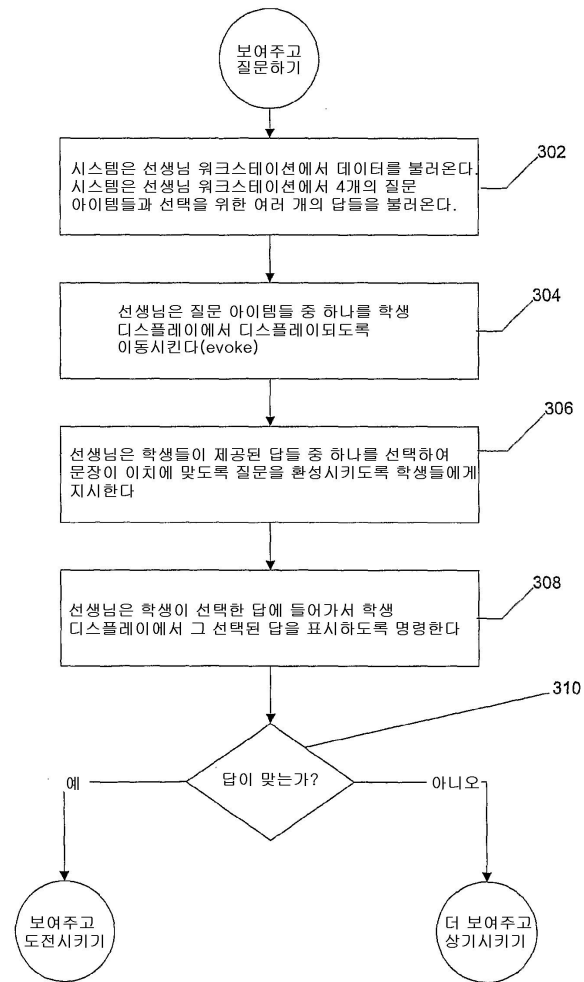 보여주고
질문하기
302
시스템은 선생님 워크스테이션에서 데이터를 불러온다.
시스템은 선생님 워크스테이션에서 4개의 질문
아이템들과 선택을 위한 여러 개의 답들을 불러온다.
304
선생님은 질문 아이템들 중 하나를 학생
디스플레이에서 디스플레이되도록
이동시킨다(evoke)
306
선생님은 학생들이 제공된 답들 중 하나를 선택하여
문장이 이치에 맞도록 질문을 환성시키도록 학생들에게
지시한다
308
선생님은 학생이 선택한 답에 들어가서 학생
디스플레이에서 그 선택된 답을 표시하도록 명령한다
310
답이 맞는가?
예
아니오
보여주고
도전시키기
더 보여주고
상기시키기